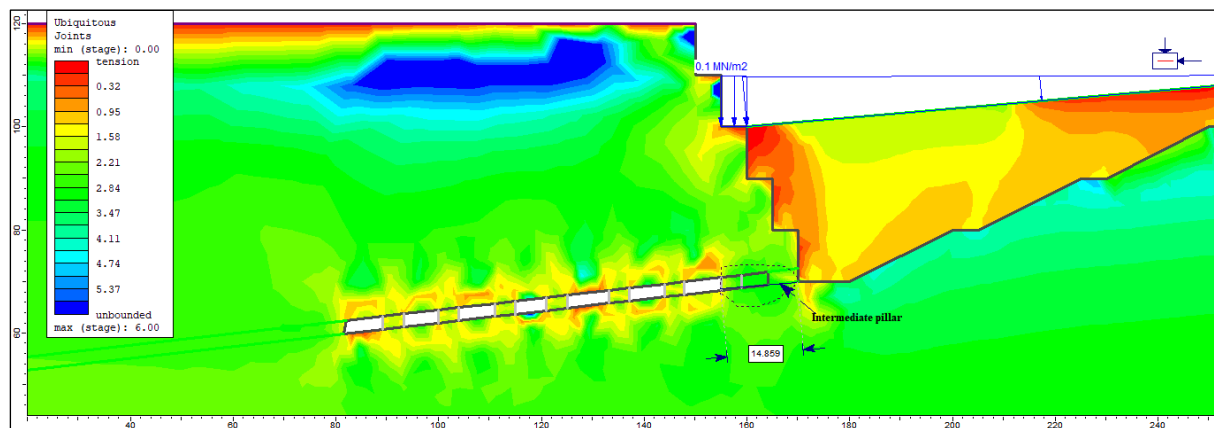 Ubiquitous
Joints
min (stage): 0.00
tension
0.32
0.95
1.58
2.21
2.84
3.47
4.11
4.74
5.37
unbounded
max (stage): 6.00
0.1 MN/m2
Intermediate pillar
14.859
120
100
80
60
20 40 60 80 100 120 140 160 180 200 220 240